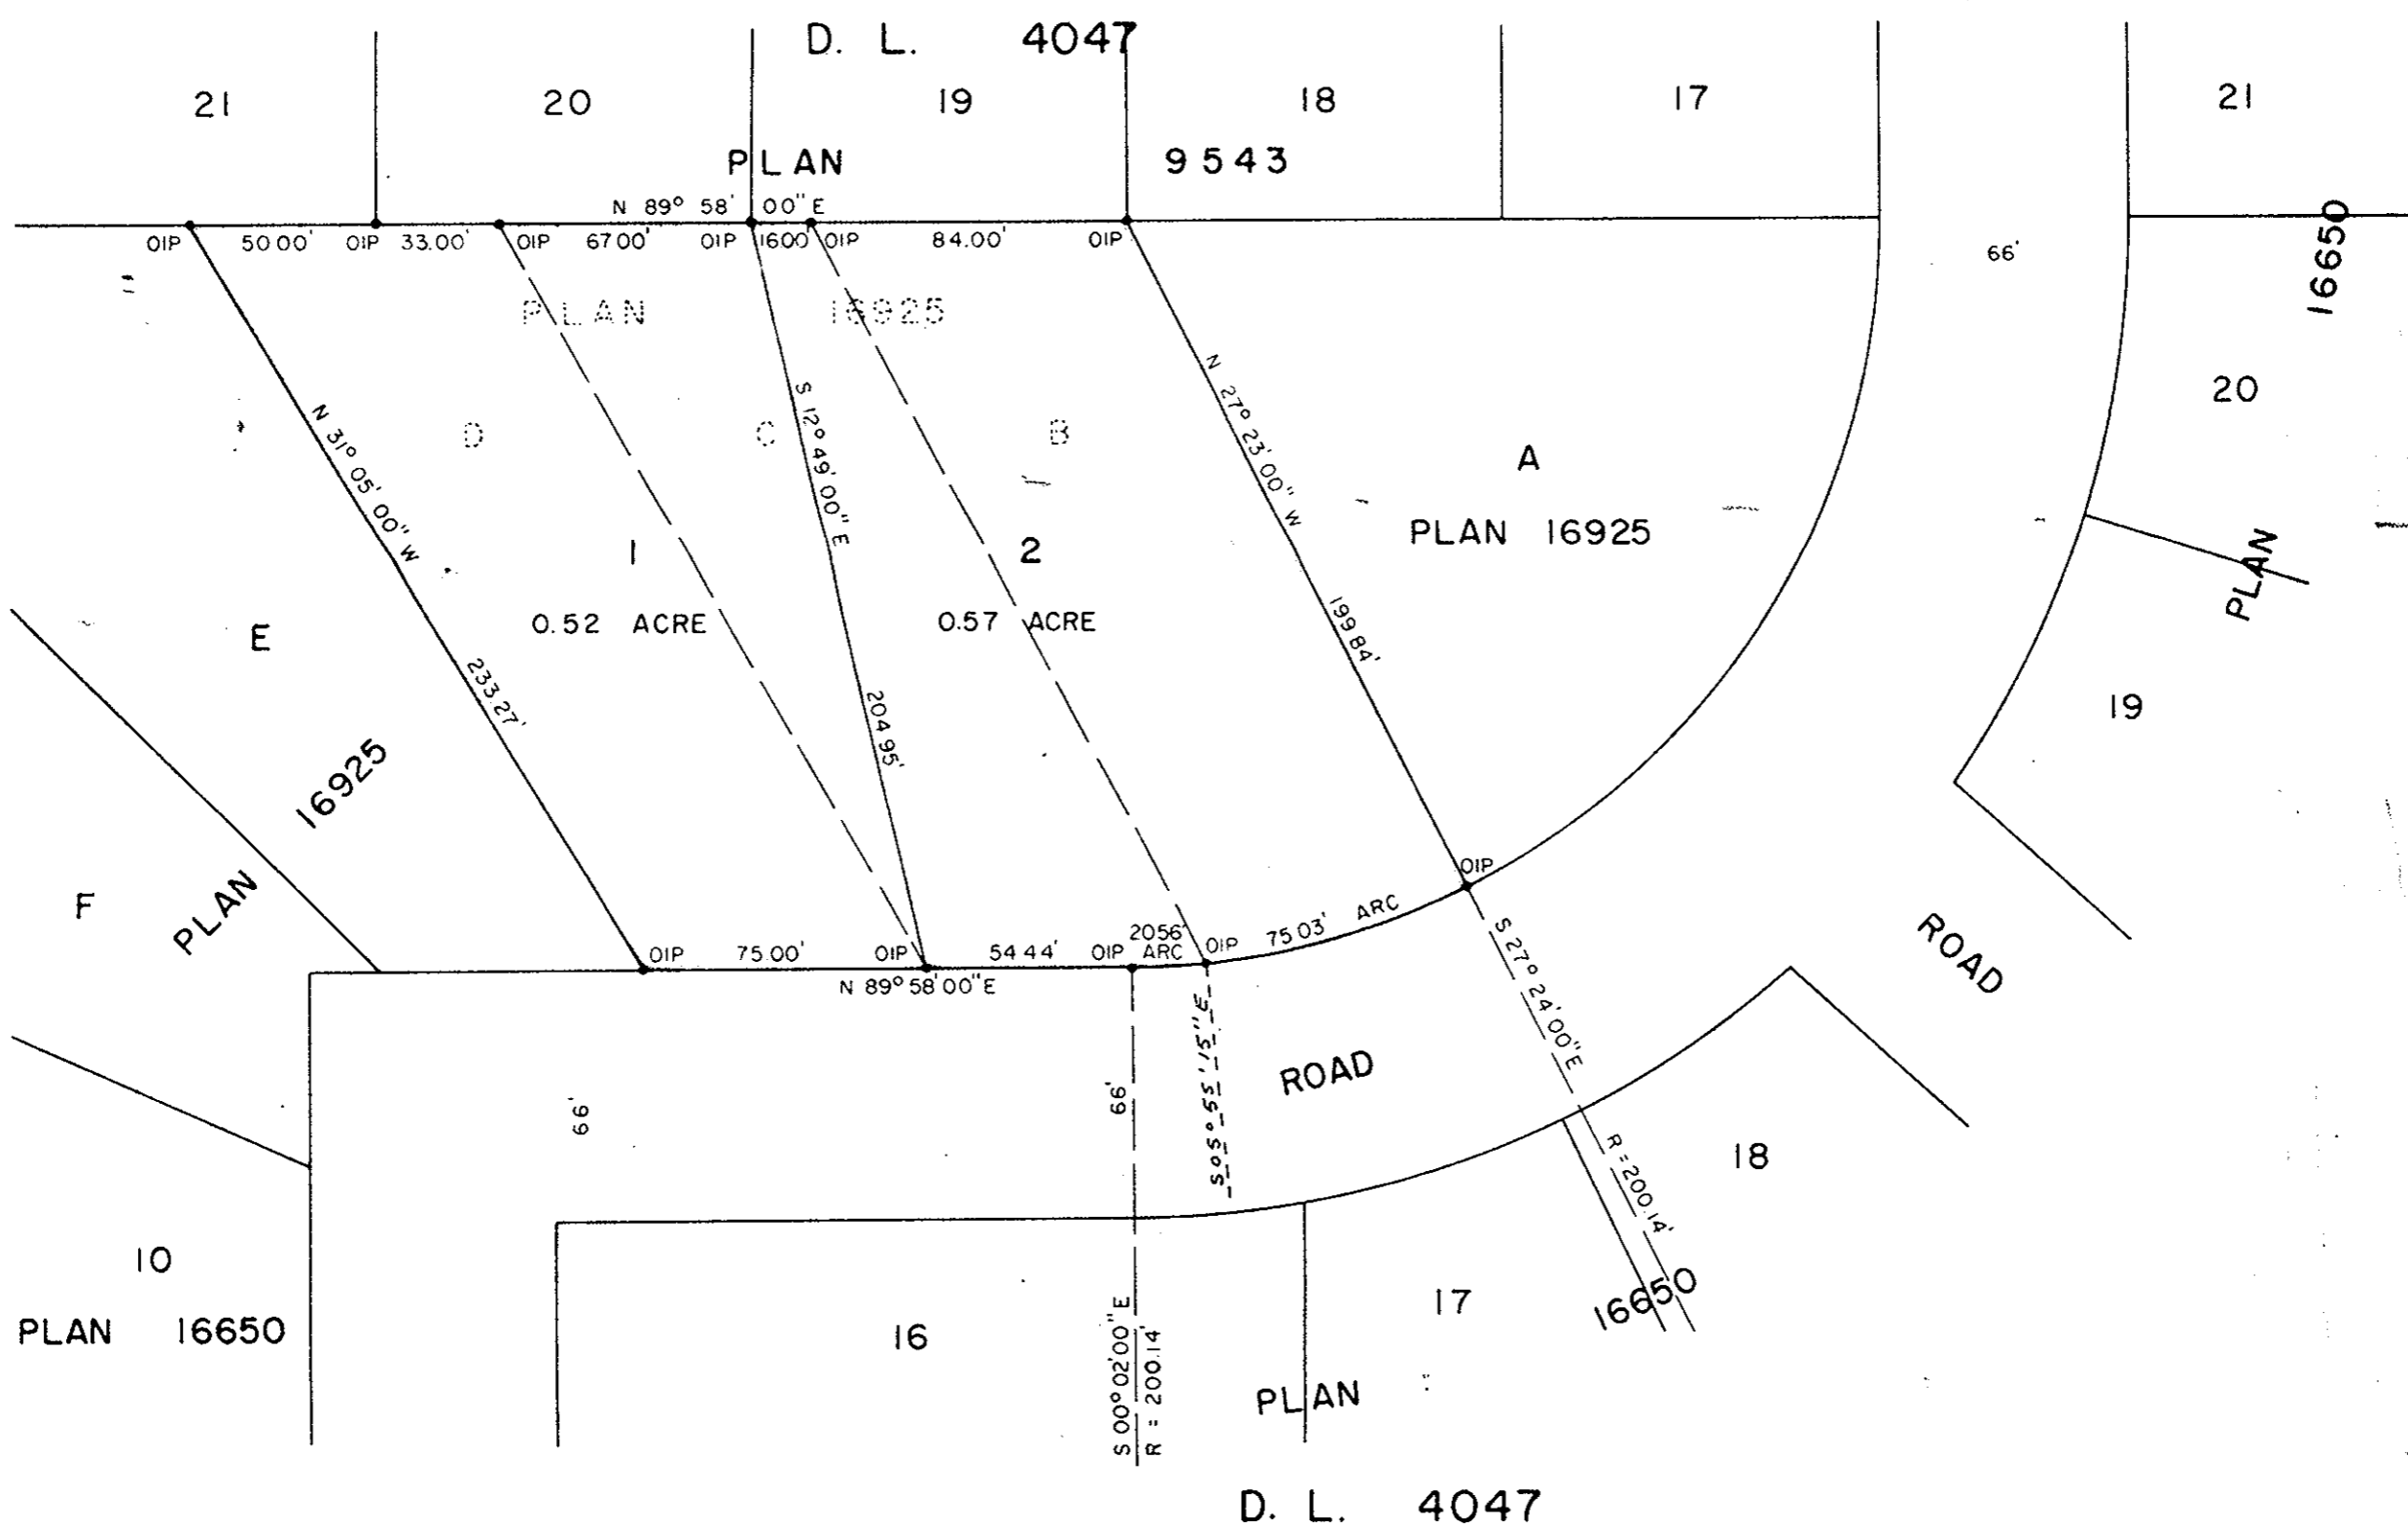 D. L. 4047
21 20 19 18 17 21
PLAN 9543
16650
N 89° 58' 00" E
OIP 50 00' OIP 33.00' OIP 67 00' OIP 16 00' OIP 84.00' OIP
66'
PLAN 16925
N 27° 23' 00" W
199 84'
20
S 12° 49' 00" E
204 95'
N 31° 05' 00" W
233.27'
D C B
A
PLAN 16925
PLAN
1 2
0.52 ACRE 0.57 ACRE
E
19
16925
PLAN
F
OIP
75 03' ARC
20 56'
ARC
OIP 75.00' OIP 54 44' OIP OIP
N 89° 58' 00" E
ROAD
S 27° 24' 00" E
R = 200.14'
S 05° 55' 15" E
ROAD
66'
66'
18
10
PLAN 16650
16
17
16650
S 00° 02' 00" E
R = 200.14'
PLAN
D. L. 4047